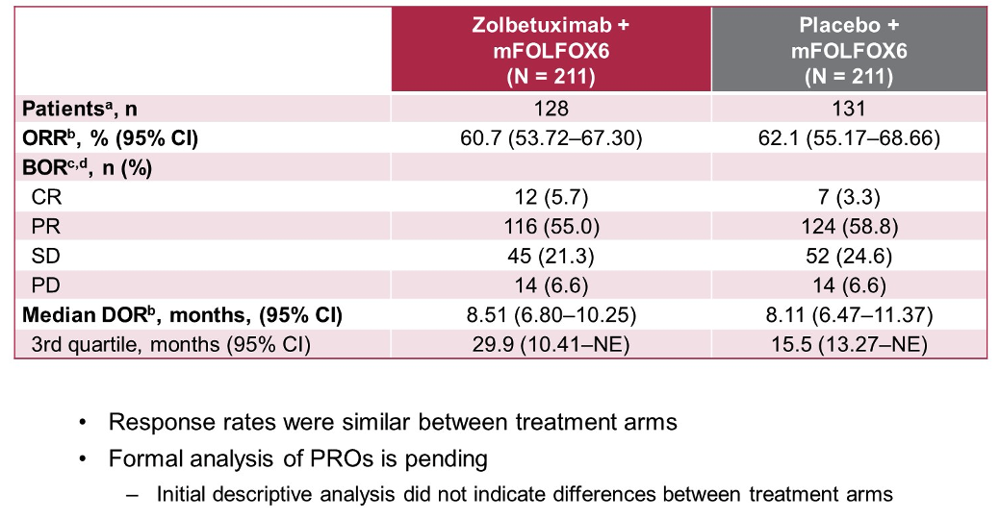 Zolbetuximab + mFOLFOX6 (N = 211) Placebo + mFOLFOX6 (N = 211)
Patientsᵃ, n 128 131
ORRᵇ, % (95% CI) 60.7 (53.72–67.30) 62.1 (55.17–68.66)
BORᶜ,ᵈ, n (%)
CR 12 (5.7) 7 (3.3)
PR 116 (55.0) 124 (58.8)
SD 45 (21.3) 52 (24.6)
PD 14 (6.6) 14 (6.6)
Median DORᵇ, months, (95% CI) 8.51 (6.80–10.25) 8.11 (6.47–11.37)
3rd quartile, months (95% CI) 29.9 (10.41–NE) 15.5 (13.27–NE)
• Response rates were similar between treatment arms
• Formal analysis of PROs is pending
– Initial descriptive analysis did not indicate differences between treatment arms